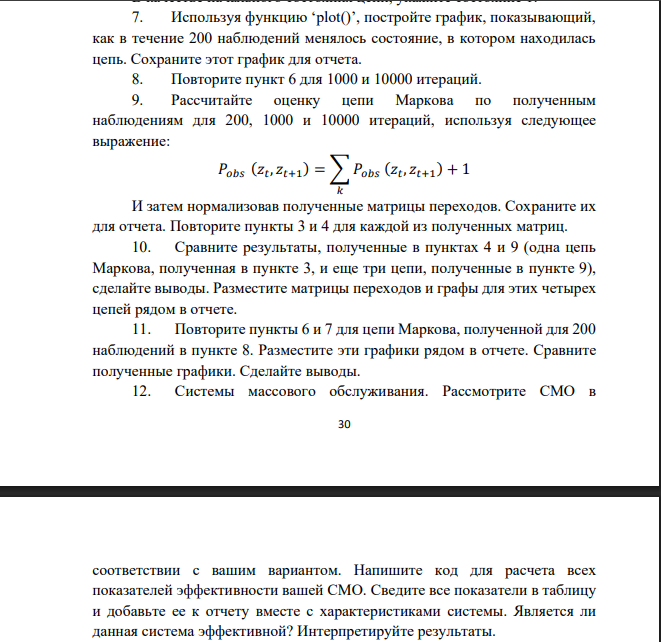 7. Используя функцию ‘plot()’, постройте график, показывающий,
как в течение 200 наблюдений менялось состояние, в котором находилась
цепь. Сохраните этот график для отчета.
8. Повторите пункт 6 для 1000 и 10000 итераций.
9. Рассчитайте оценку цепи Маркова по полученным
наблюдениям для 200, 1000 и 10000 итераций, используя следующее
выражение:
P_obs (z_t, z_{t+1}) = ∑_k P_obs (z_t, z_{t+1}) + 1
И затем нормализовав полученные матрицы переходов. Сохраните их
для отчета. Повторите пункты 3 и 4 для каждой из полученных матриц.
10. Сравните результаты, полученные в пунктах 4 и 9 (одна цепь
Маркова, полученная в пункте 3, и еще три цепи, полученные в пункте 9),
сделайте выводы. Разместите матрицы переходов и графы для этих четырех
цепей рядом в отчете.
11. Повторите пункты 6 и 7 для цепи Маркова, полученной для 200
наблюдений в пункте 8. Разместите эти графики рядом в отчете. Сравните
полученные графики. Сделайте выводы.
12. Системы массового обслуживания. Рассмотрите СМО в
30
соответствии с вашим вариантом. Напишите код для расчета всех
показателей эффективности вашей СМО. Сведите все показатели в таблицу
и добавьте ее к отчету вместе с характеристиками системы. Является ли
данная система эффективной? Интерпретируйте результаты.